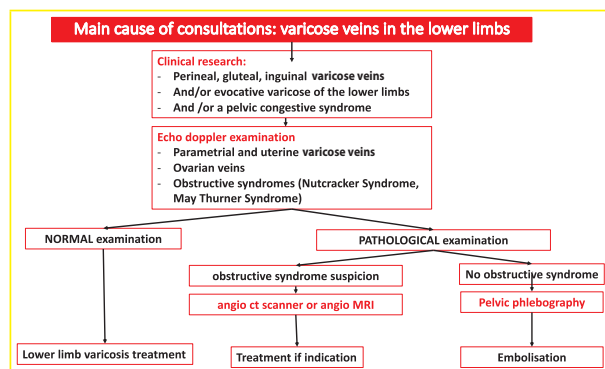 Main cause of consultations: varicose veins in the lower limbs
Clinical research:
- Perineal, gluteal, inguinal varicose veins
- And/or evocative varicose of the lower limbs
- And /or a pelvic congestive syndrome
Echo doppler examination
- Parametrial and uterine varicose veins
- Ovarian veins
- Obstructive syndromes (Nutcracker Syndrome,
May Thurner Syndrome)
NORMAL examination
PATHOLOGICAL examination
obstructive syndrome suspicion
No obstructive syndrome
angio ct scanner or angio MRI
Pelvic phlebography
Lower limb varicosis treatment
Treatment if indication
Embolisation